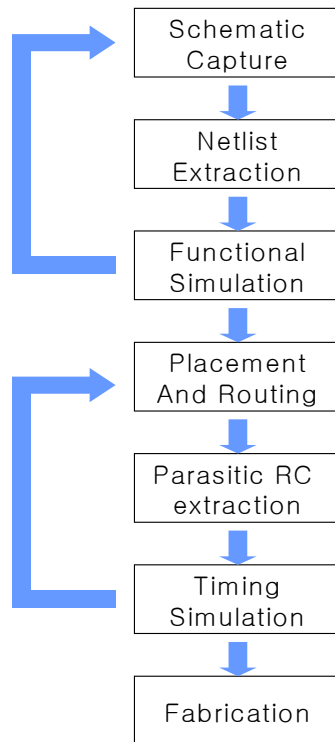 Schematic
Capture
Netlist
Extraction
Functional
Simulation
Placement
And Routing
Parasitic RC
extraction
Timing
Simulation
Fabrication